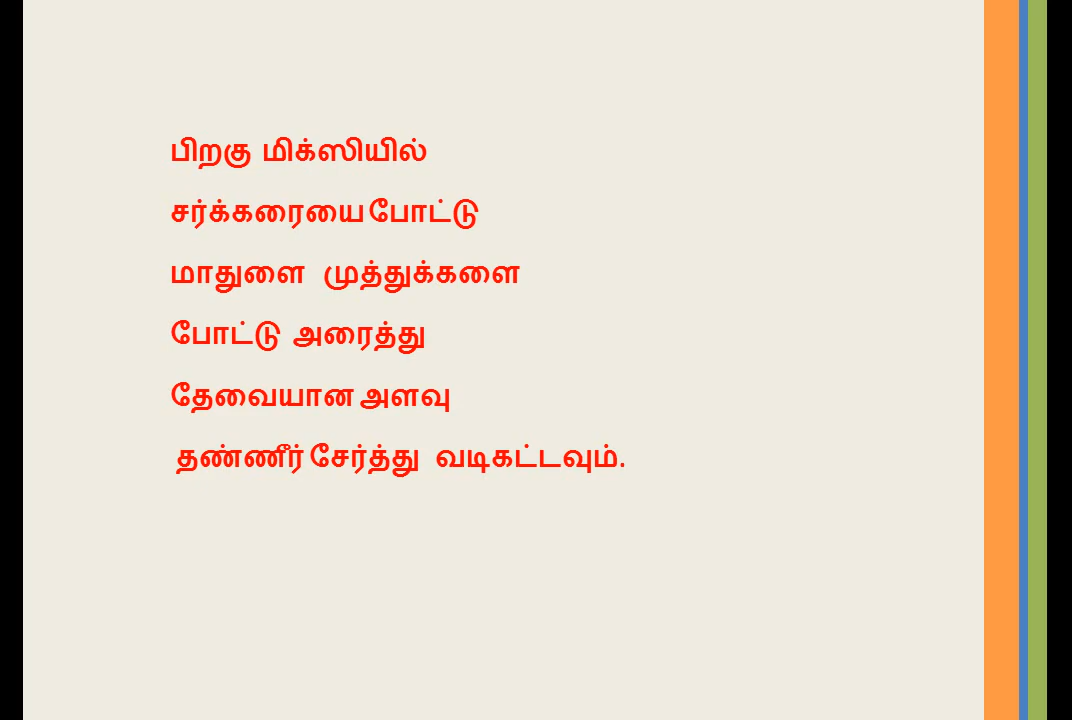 பிறகு மிக்ஸியில்
சர்க்கரையை போட்டு
மாதுளை முத்துக்களை
போட்டு அரைத்து
தேவையான அளவு
தண்ணீர் சேர்த்து வடிகட்டவும்.